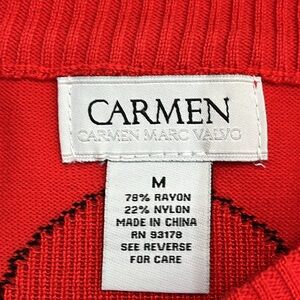 CARMEN
CARMEN MARC VALVO
M
78% RAYON
22% NYLON
MADE IN CHINA
RN 93178
SEE REVERSE
FOR CARE